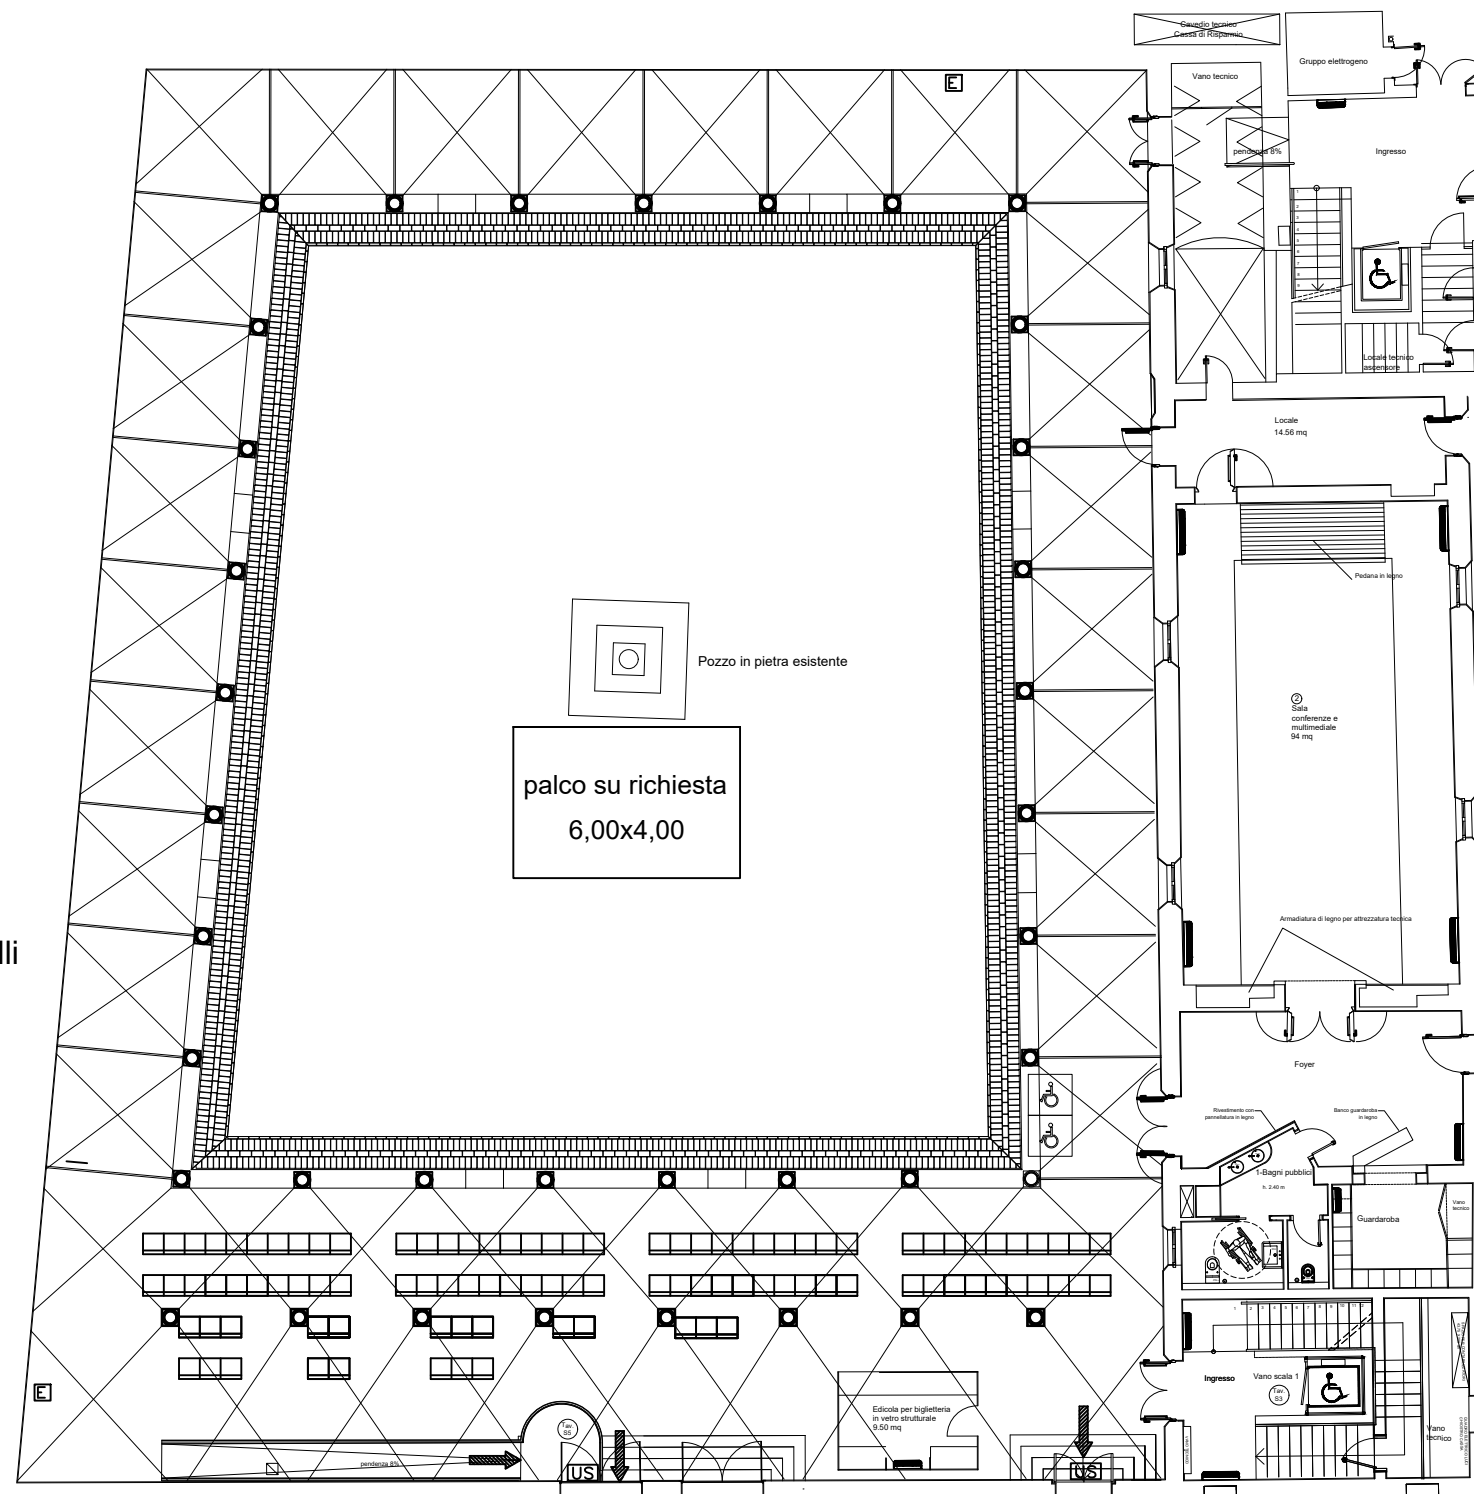 Cavedio tecnico
Cassa di Risparmio
Gruppo elettrogeno
E
Vano tecnico
pendenza 8%
Ingresso
Locale tecnico
ascensore
Locale
14.56 mq
Pedana in legno
Pozzo in pietra esistente
2
Sala
conferenze e
multimediale
94 mq
palco su richiesta
6,00x4,00
Armadiatura di legno per attrezzatura tecnica
lli
Foyer
Rivestimento con
pannellatura in legno
Banco guardaroba
in legno
1-Bagni pubblici
h. 2.40 m
Guardaroba
Vano
tecnico
Ingresso
Vano scala 1
Tav.
S3
E
Edicola per biglietteria
in vetro strutturale
9.50 mq
Tav.
S5
Vano
tecnico
pendenza 8%
US
US